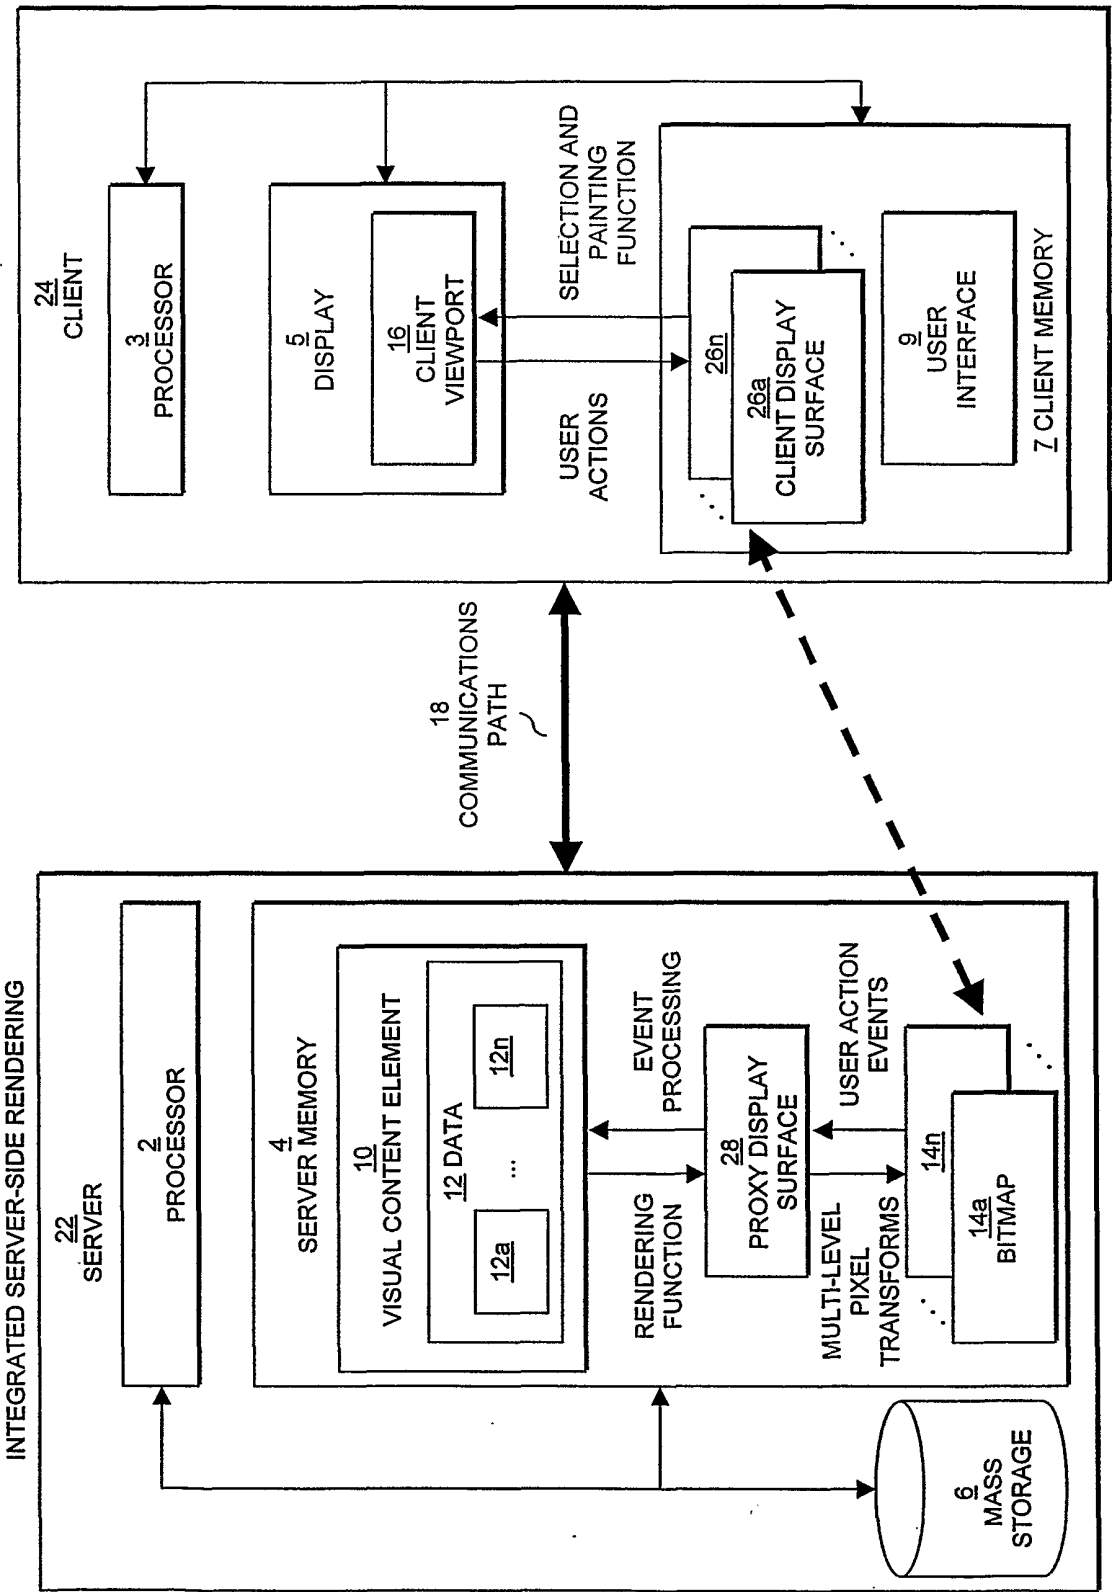 INTEGRATED SERVER-SIDE RENDERING
22
SERVER
2
PROCESSOR
4
SERVER MEMORY
10
VISUAL CONTENT ELEMENT
12 DATA
12a
...
12n
RENDERING
FUNCTION
EVENT
PROCESSING
28
PROXY DISPLAY
SURFACE
MULTI-LEVEL
PIXEL
TRANSFORMS
USER ACTION
EVENTS
14n
14a
BITMAP
6
MASS
STORAGE
18
COMMUNICATIONS
PATH
24
CLIENT
3
PROCESSOR
5
DISPLAY
16
CLIENT
VIEWPORT
USER
ACTIONS
SELECTION AND
PAINTING
FUNCTION
26n
26a
CLIENT DISPLAY
SURFACE
9
USER
INTERFACE
7 CLIENT MEMORY